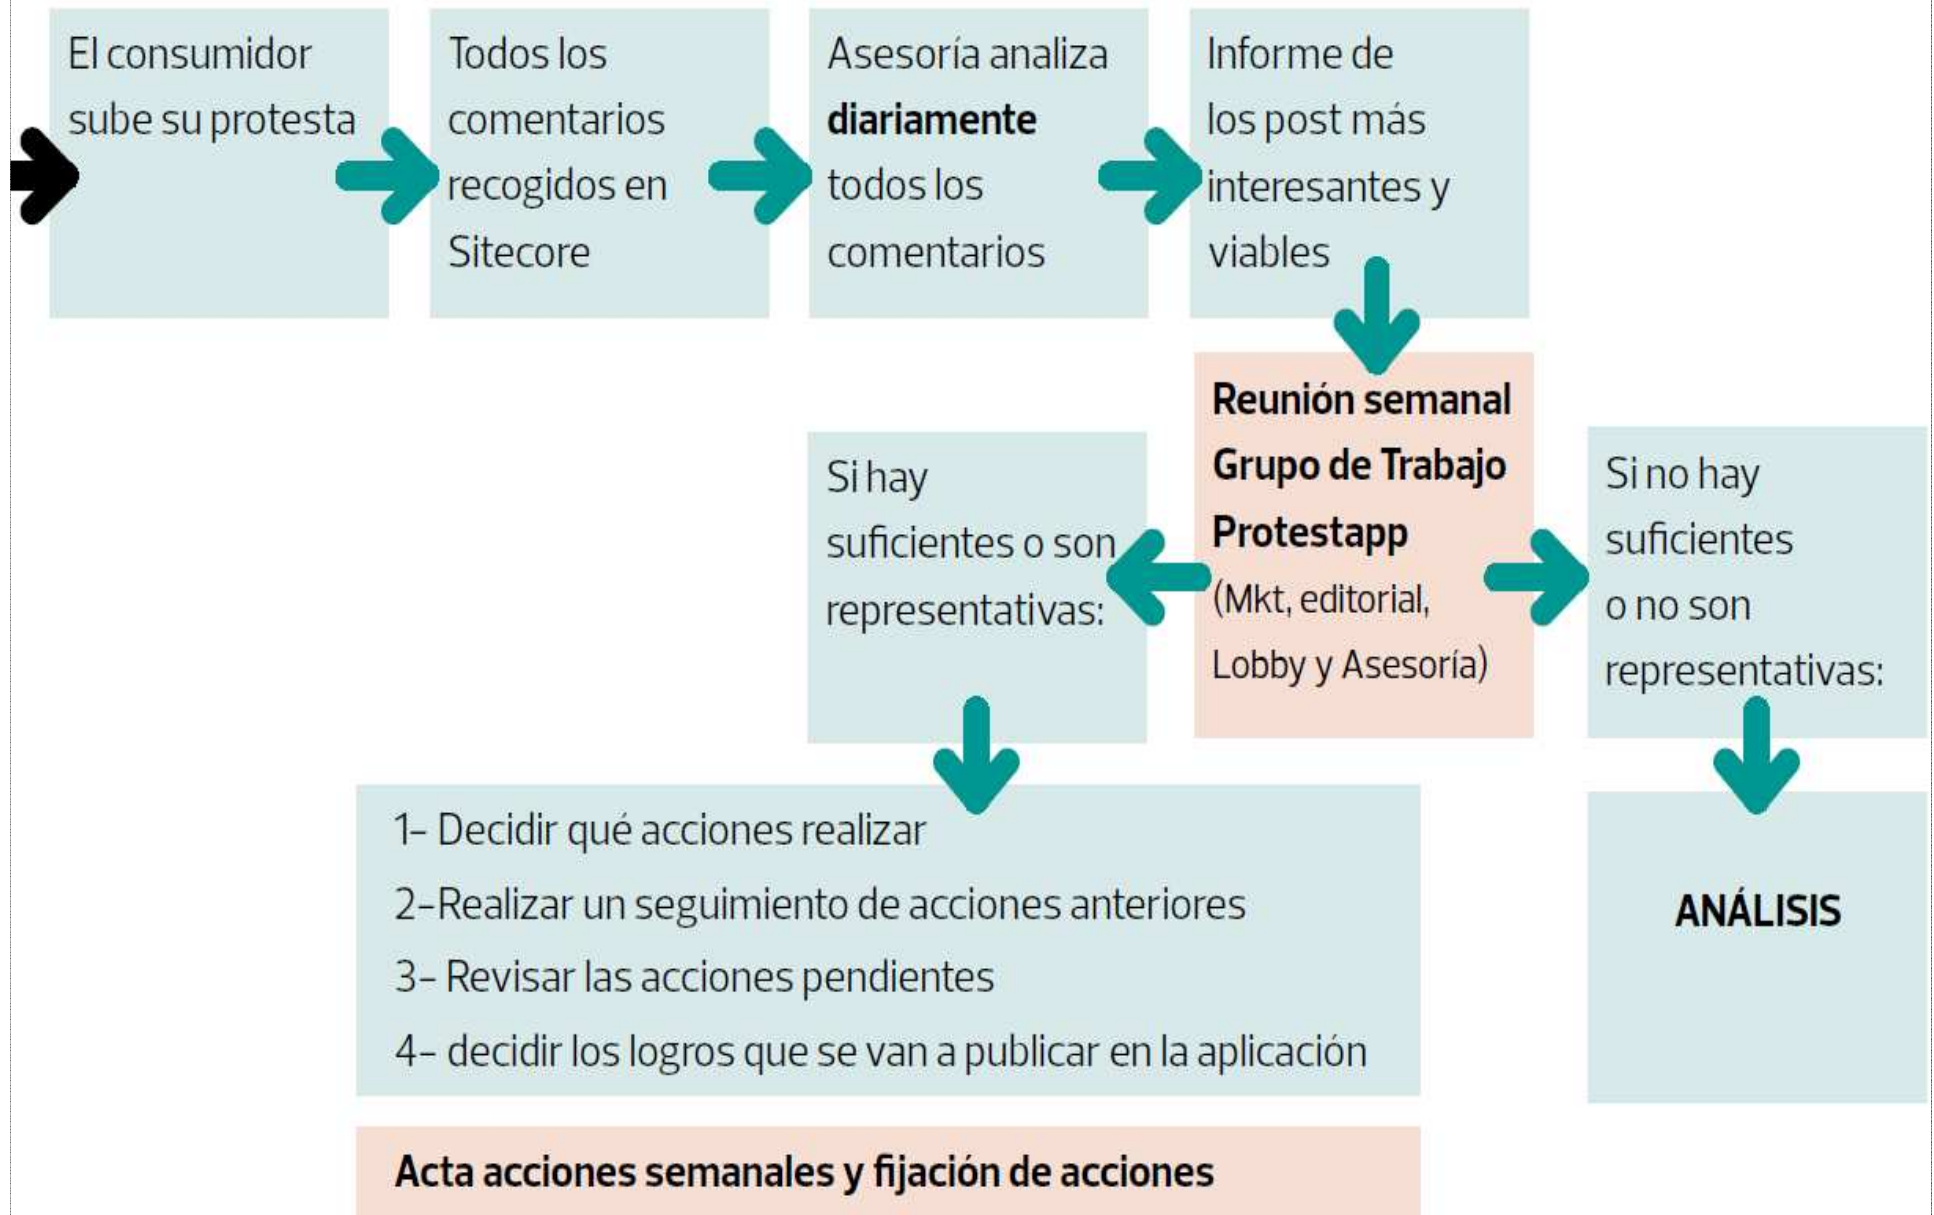 El consumidor
sube su protesta
Todos los
comentarios
recogidos en
Sitecore
Asesoría analiza
diariamente
todos los
comentarios
Informe de
los post más
interesantes y
viables
Reunión semanal
Grupo de Trabajo
Protestapp
(Mkt, editorial,
Lobby y Asesoría)
Si hay
suficientes o son
representativas:
Si no hay
suficientes
o no son
representativas:
1- Decidir qué acciones realizar
2-Realizar un seguimiento de acciones anteriores
3- Revisar las acciones pendientes
4- decidir los logros que se van a publicar en la aplicación
ANÁLISIS
Acta acciones semanales y fijación de acciones